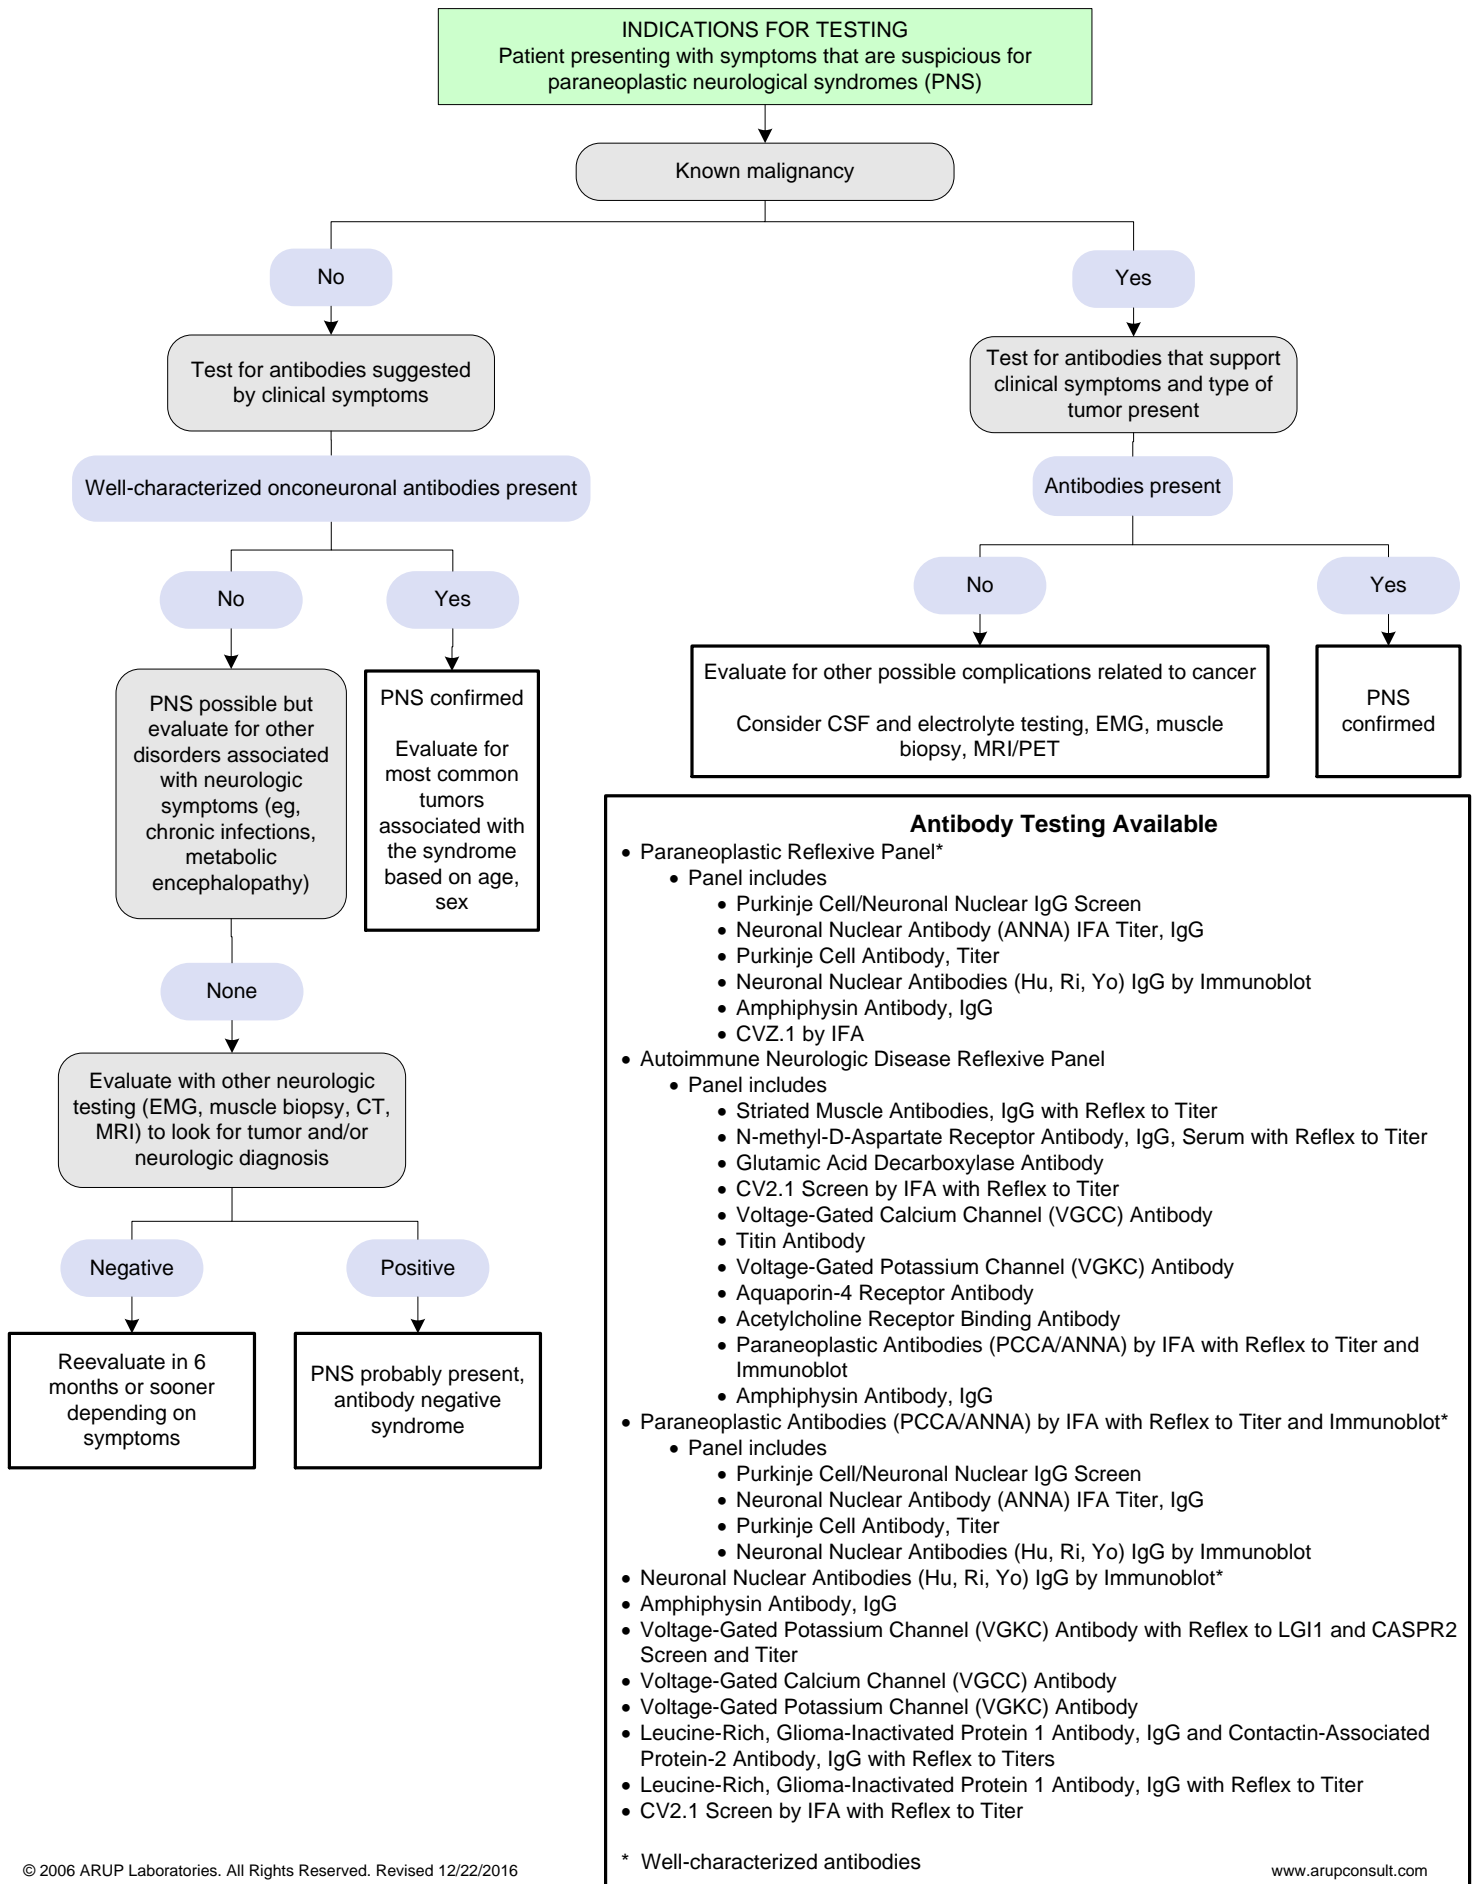 INDICATIONS FOR TESTING
Patient presenting with symptoms that are suspicious for
paraneoplastic neurological syndromes (PNS)
Known malignancy
No
Yes
Test for antibodies suggested
by clinical symptoms
Test for antibodies that support
clinical symptoms and type of
tumor present
Well-characterized onconeuronal antibodies present
Antibodies present
No
Yes
No
Yes
PNS possible but
evaluate for other
disorders associated
with neurologic
symptoms (eg,
chronic infections,
metabolic
encephalopathy)
PNS confirmed
Evaluate for
most common
tumors
associated with
the syndrome
based on age,
sex
Evaluate for other possible complications related to cancer
Consider CSF and electrolyte testing, EMG, muscle
biopsy, MRI/PET
PNS
confirmed
None
Evaluate with other neurologic
testing (EMG, muscle biopsy, CT,
MRI) to look for tumor and/or
neurologic diagnosis
Negative
Positive
Reevaluate in 6
months or sooner
depending on
symptoms
PNS probably present,
antibody negative
syndrome
Antibody Testing Available
• Paraneoplastic Reflexive Panel*
• Panel includes
• Purkinje Cell/Neuronal Nuclear IgG Screen
• Neuronal Nuclear Antibody (ANNA) IFA Titer, IgG
• Purkinje Cell Antibody, Titer
• Neuronal Nuclear Antibodies (Hu, Ri, Yo) IgG by Immunoblot
• Amphiphysin Antibody, IgG
• CVZ.1 by IFA
• Autoimmune Neurologic Disease Reflexive Panel
• Panel includes
• Striated Muscle Antibodies, IgG with Reflex to Titer
• N-methyl-D-Aspartate Receptor Antibody, IgG, Serum with Reflex to Titer
• Glutamic Acid Decarboxylase Antibody
• CV2.1 Screen by IFA with Reflex to Titer
• Voltage-Gated Calcium Channel (VGCC) Antibody
• Titin Antibody
• Voltage-Gated Potassium Channel (VGKC) Antibody
• Aquaporin-4 Receptor Antibody
• Acetylcholine Receptor Binding Antibody
• Paraneoplastic Antibodies (PCCA/ANNA) by IFA with Reflex to Titer and
Immunoblot
• Amphiphysin Antibody, IgG
• Paraneoplastic Antibodies (PCCA/ANNA) by IFA with Reflex to Titer and Immunoblot*
• Panel includes
• Purkinje Cell/Neuronal Nuclear IgG Screen
• Neuronal Nuclear Antibody (ANNA) IFA Titer, IgG
• Purkinje Cell Antibody, Titer
• Neuronal Nuclear Antibodies (Hu, Ri, Yo) IgG by Immunoblot
• Neuronal Nuclear Antibodies (Hu, Ri, Yo) IgG by Immunoblot*
• Amphiphysin Antibody, IgG
• Voltage-Gated Potassium Channel (VGKC) Antibody with Reflex to LGI1 and CASPR2
Screen and Titer
• Voltage-Gated Calcium Channel (VGCC) Antibody
• Voltage-Gated Potassium Channel (VGKC) Antibody
• Leucine-Rich, Glioma-Inactivated Protein 1 Antibody, IgG and Contactin-Associated
Protein-2 Antibody, IgG with Reflex to Titers
• Leucine-Rich, Glioma-Inactivated Protein 1 Antibody, IgG with Reflex to Titer
• CV2.1 Screen by IFA with Reflex to Titer
* Well-characterized antibodies
© 2006 ARUP Laboratories. All Rights Reserved. Revised 12/22/2016
www.arupconsult.com